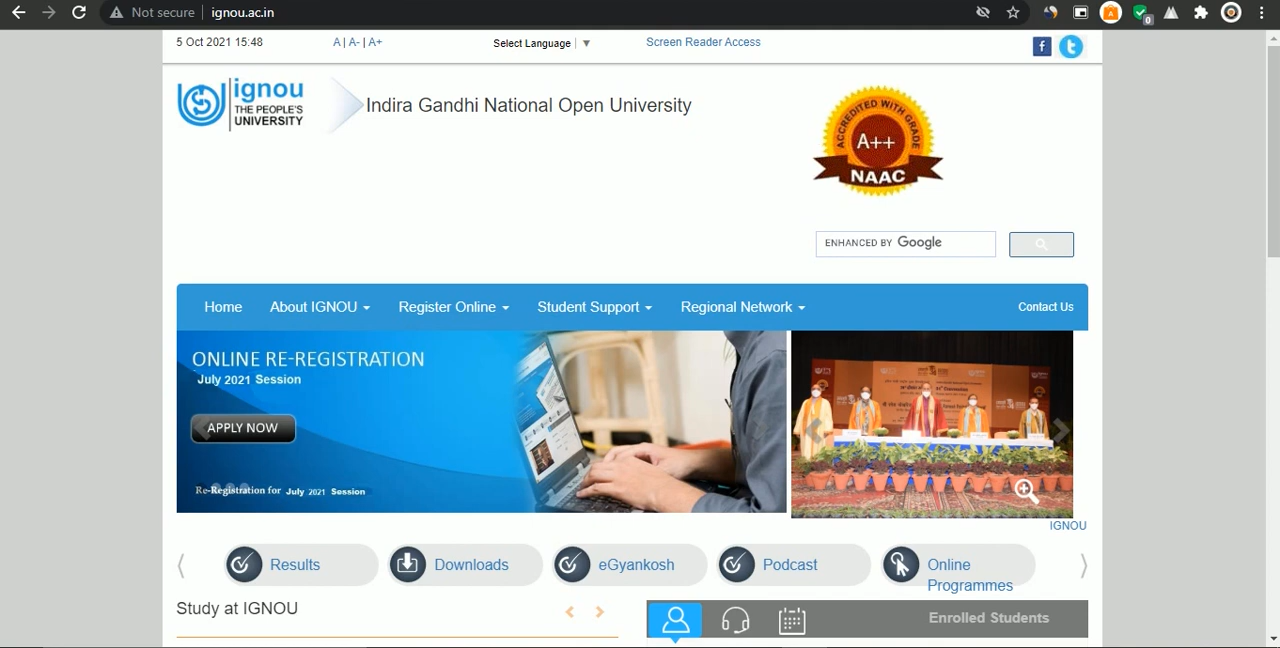 Not secure ignou.ac.in
0
5 Oct 2021 15:48
A | A- | A+
Select Language ▼
Screen Reader Access
f t
ignou
THE PEOPLE'S
UNIVERSITY
Indira Gandhi National Open University
ACCREDITED WITH GRADE
A++
NAAC
ENHANCED BY Google
Home About IGNOU Register Online Student Support Regional Network Contact Us
ONLINE RE-REGISTRATION
July 2021 Session
APPLY NOW
Re-Registration for July 2021 Session
IGNOU
Results Downloads eGyankosh Podcast Online
Programmes
Study at IGNOU
Enrolled Students